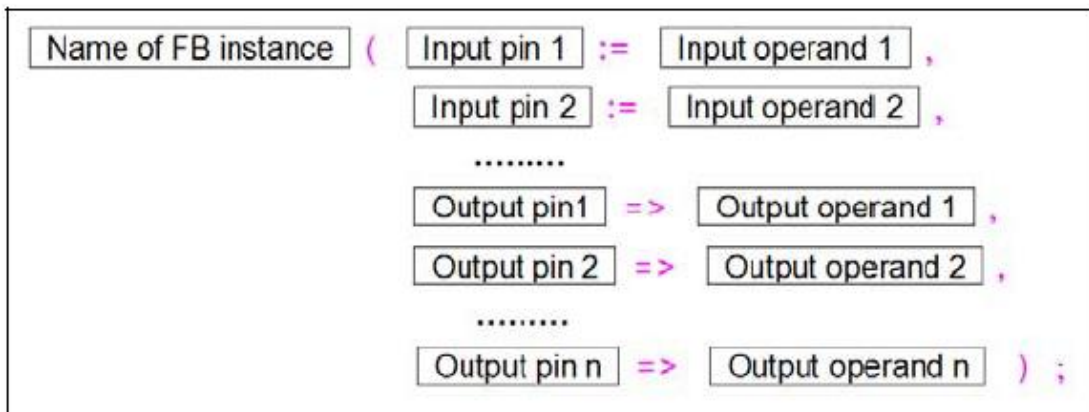 Name of FB instance ( Input pin 1 := Input operand 1 ,
Input pin 2 := Input operand 2 ,
.........
Output pin1 => Output operand 1 ,
Output pin 2 => Output operand 2 ,
.........
Output pin n => Output operand n ) ;